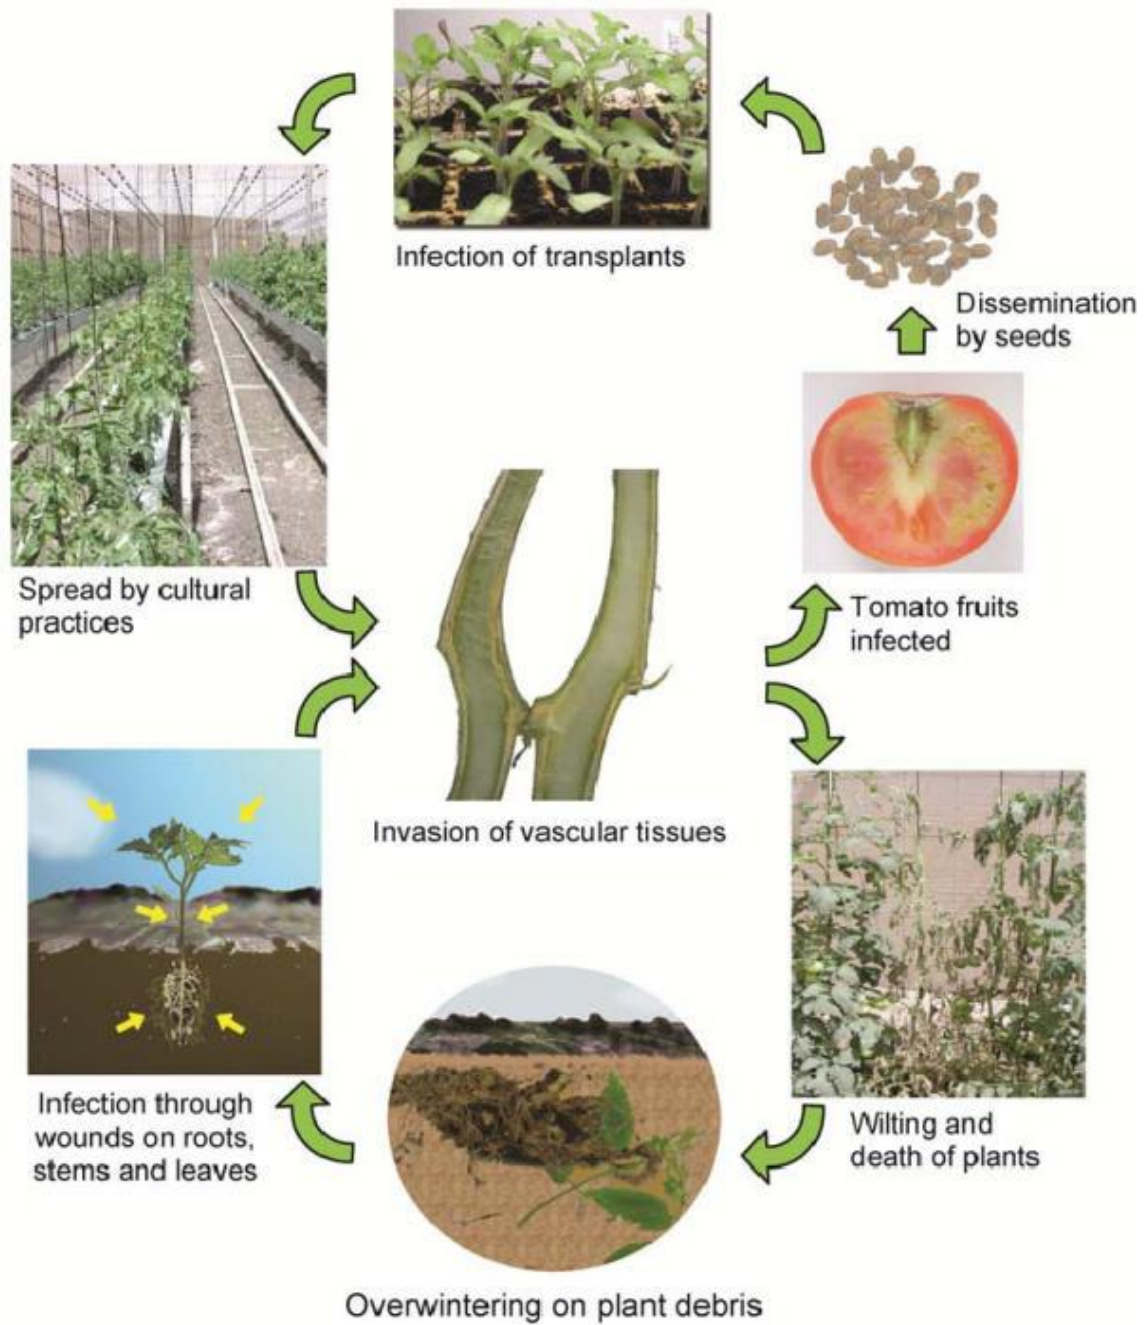 Infection of transplants
Dissemination
by seeds
Spread by cultural
practices
Tomato fruits
infected
Invasion of vascular tissues
Infection through
wounds on roots,
stems and leaves
Wilting and
death of plants
Overwintering on plant debris